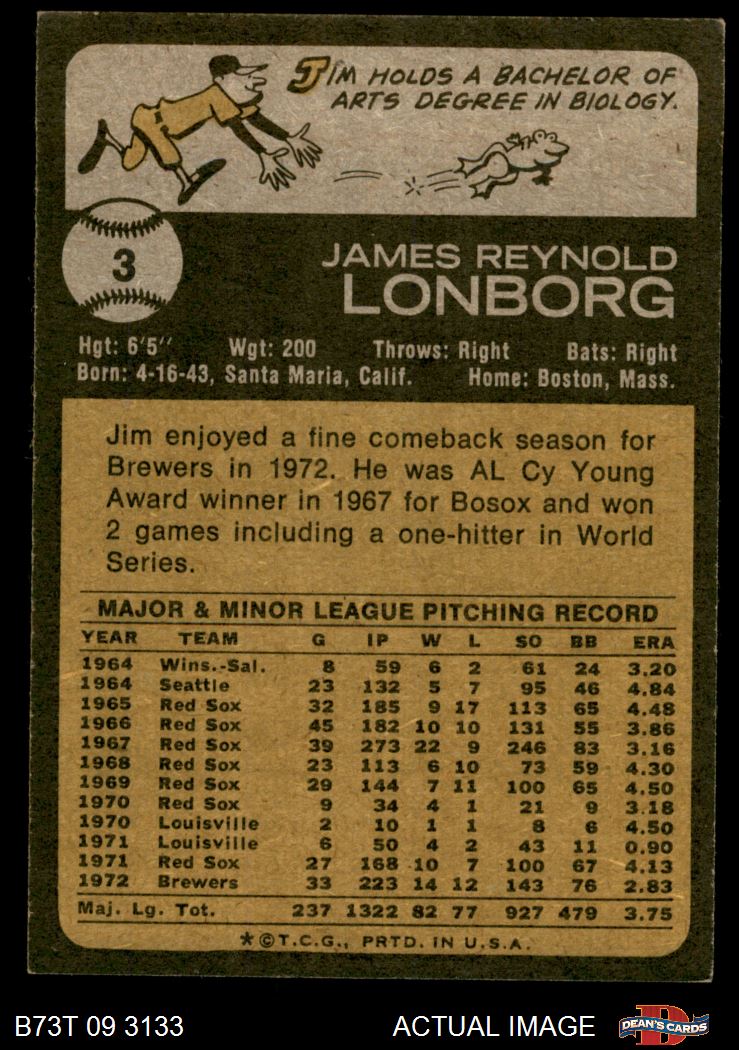 JIM HOLDS A BACHELOR OF
ARTS DEGREE IN BIOLOGY.
3
JAMES REYNOLD
LONBORG
Hgt: 6'5" Wgt: 200 Throws: Right Bats: Right
Born: 4-16-43, Santa Maria, Calif. Home: Boston, Mass.
Jim enjoyed a fine comeback season for
Brewers in 1972. He was AL Cy Young
Award winner in 1967 for Bosox and won
2 games including a one-hitter in World
Series.
MAJOR & MINOR LEAGUE PITCHING RECORD
YEAR TEAM G IP W L SO BB ERA
1964 Wins.-Sal. 8 59 6 2 61 24 3.20
1964 Seattle 23 132 5 7 95 46 4.84
1965 Red Sox 32 185 9 17 113 65 4.48
1966 Red Sox 45 182 10 10 131 55 3.86
1967 Red Sox 39 273 22 9 246 83 3.16
1968 Red Sox 23 113 6 10 73 59 4.30
1969 Red Sox 29 144 7 11 100 65 4.50
1970 Red Sox 9 34 4 1 21 9 3.18
1970 Louisville 2 10 1 1 8 6 4.50
1971 Louisville 6 50 4 2 43 11 0.90
1971 Red Sox 27 168 10 7 100 67 4.13
1972 Brewers 33 223 14 12 143 76 2.83
Maj. Lg. Tot. 237 1322 82 77 927 479 3.75
*©T.C.G., PRTD. IN U.S.A.
B73T 09 3133 ACTUAL IMAGE D DEAN'S CARDS